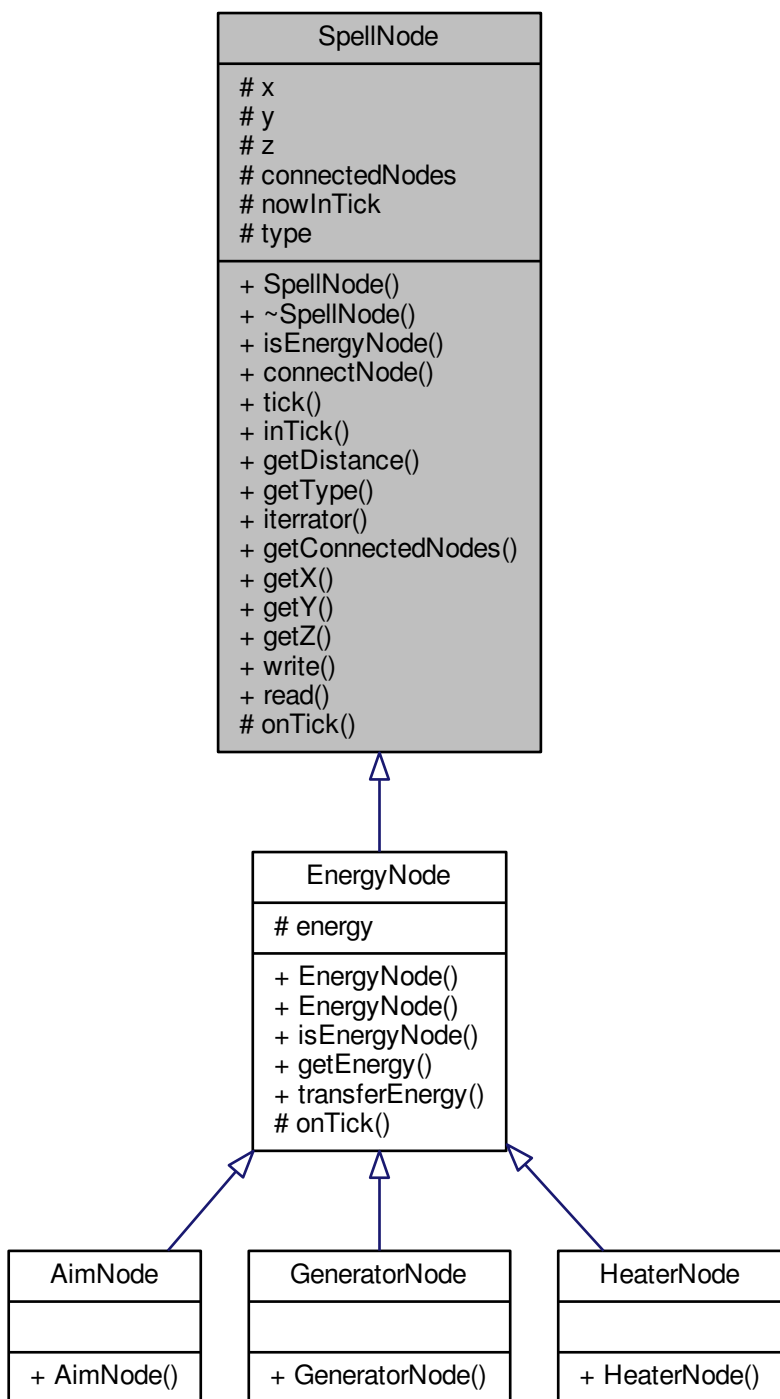 SpellNode
# x
# y
# z
# connectedNodes
# nowInTick
# type
+ SpellNode()
+ ~SpellNode()
+ isEnergyNode()
+ connectNode()
+ tick()
+ inTick()
+ getDistance()
+ getType()
+ iterrator()
+ getConnectedNodes()
+ getX()
+ getY()
+ getZ()
+ write()
+ read()
# onTick()
EnergyNode
# energy
+ EnergyNode()
+ EnergyNode()
+ isEnergyNode()
+ getEnergy()
+ transferEnergy()
# onTick()
AimNode
+ AimNode()
GeneratorNode
+ GeneratorNode()
HeaterNode
+ HeaterNode()